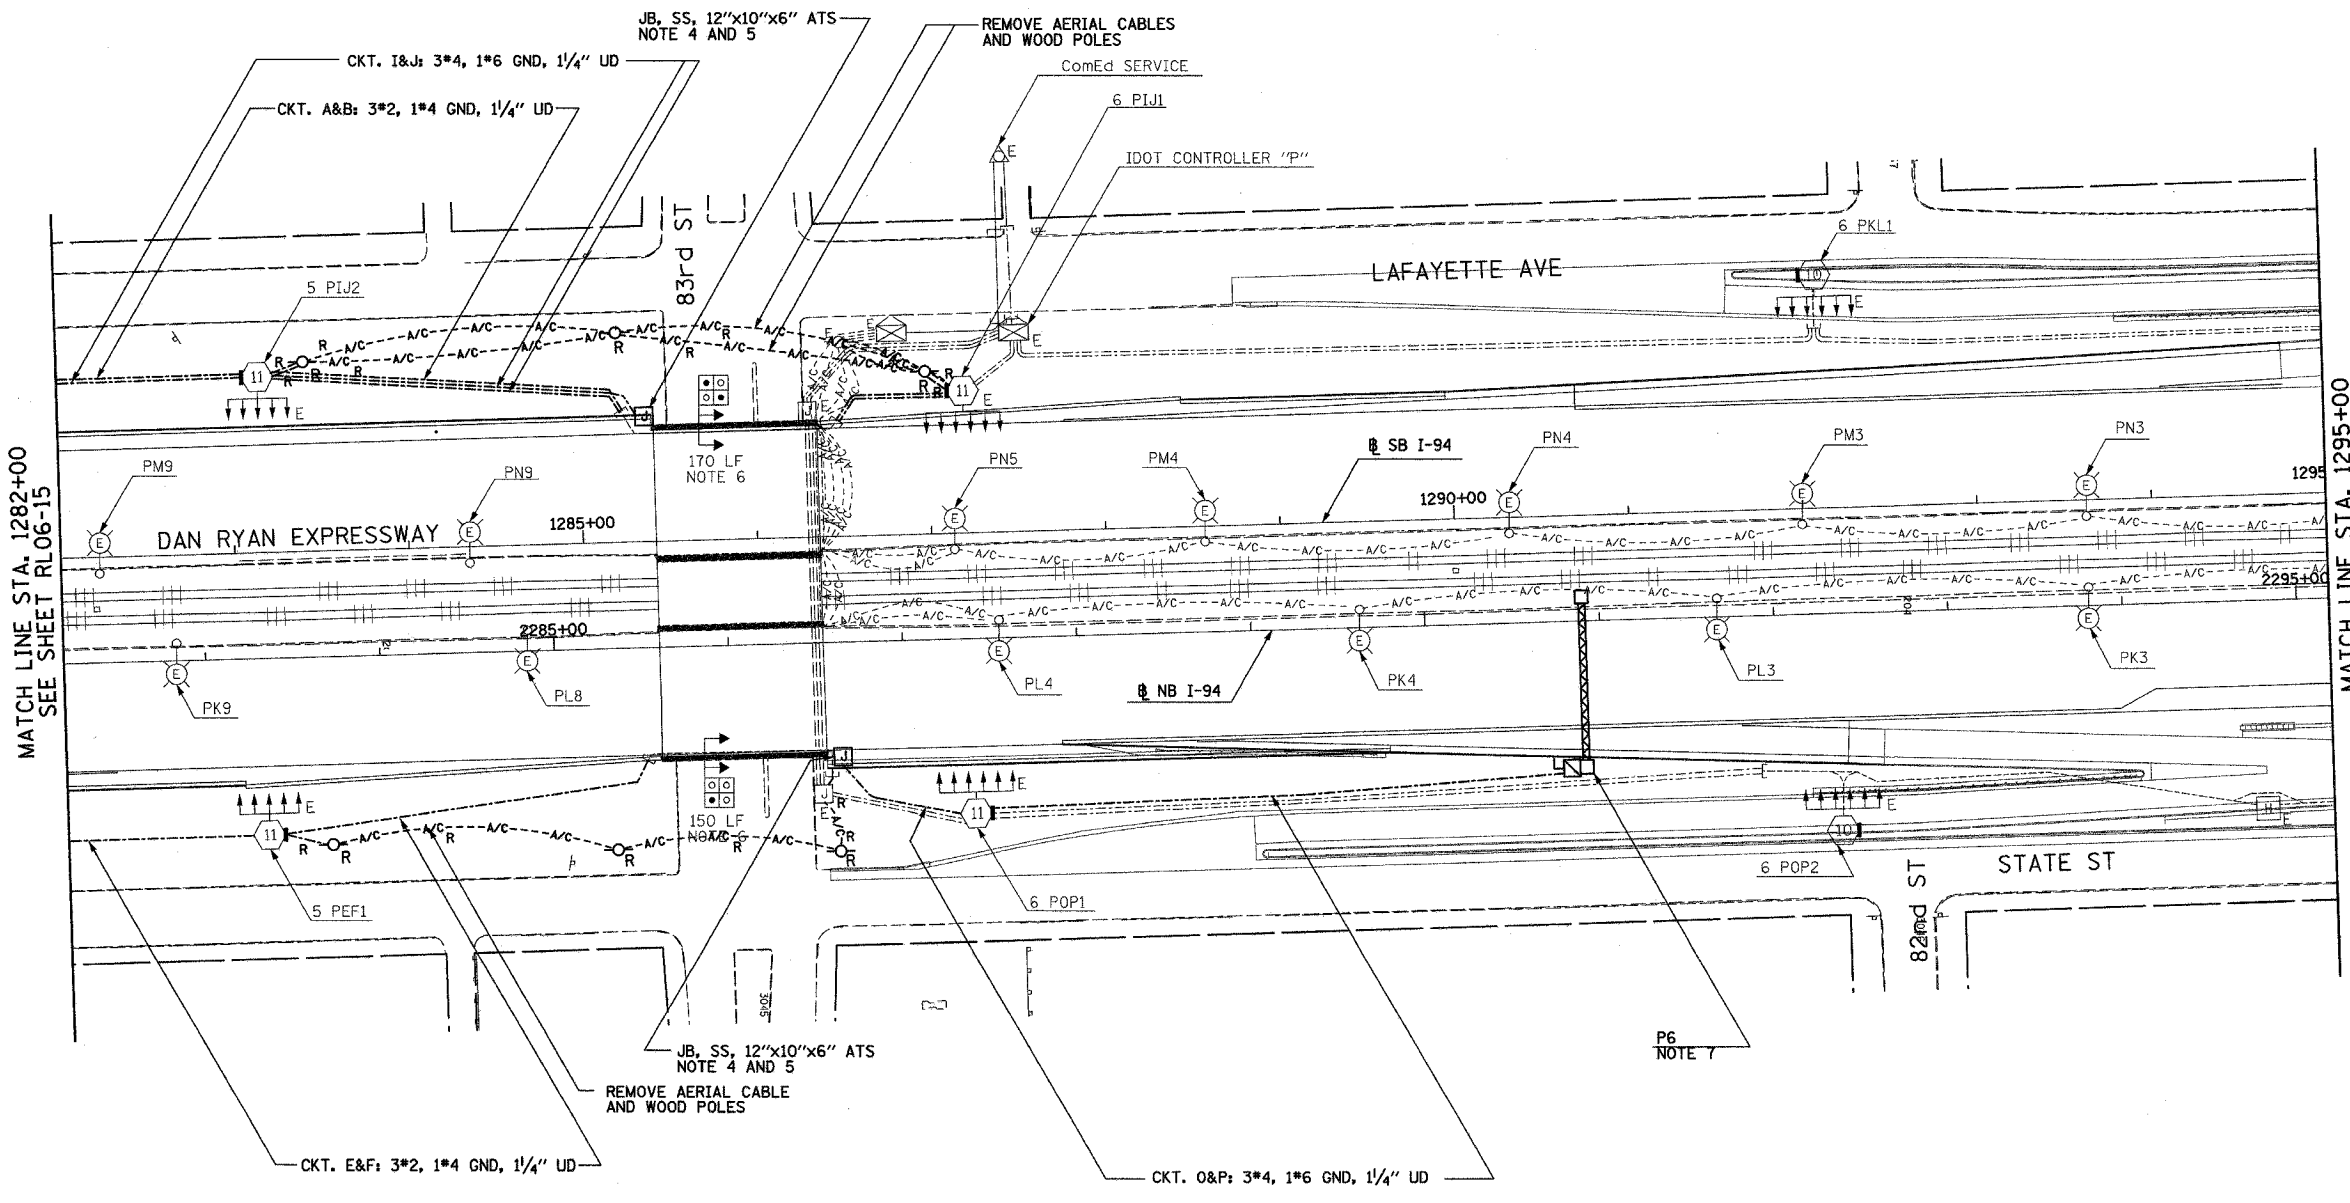 JB, SS, 12"x10"x6" ATS
NOTE 4 AND 5
REMOVE AERIAL CABLES
AND WOOD POLES
CKT. I&J: 3#4, 1#6 GND, 1¼" UD
ComEd SERVICE
CKT. A&B: 3#2, 1#4 GND, 1¼" UD
6 PIJ1
IDOT CONTROLLER "P"
83rd ST
6 PKL1
10
LAFAYETTE AVE
5 PIJ2
11
E
11
E
E
J
170 LF
NOTE 6
MATCH LINE STA. 1282+00
SEE SHEET RL06-15
MATCH LINE STA. 1295+00
PM9
PN9
PN5
PM4
℄ SB I-94
PN4
PM3
PN3
DAN RYAN EXPRESSWAY
1285+00
1290+00
1295
2285+00
2295+00
PK9
PL8
PL4
℄ NB I-94
PK4
PL3
PK3
J
150 LF
NOTE 6
11
E
11
10
E
H
5 PEF1
6 POP1
6 POP2
STATE ST
82nd ST
3045
JB, SS, 12"x10"x6" ATS
NOTE 4 AND 5
P6
NOTE 7
REMOVE AERIAL CABLE
AND WOOD POLES
CKT. E&F: 3#2, 1#4 GND, 1¼" UD
CKT. O&P: 3#4, 1#6 GND, 1¼" UD